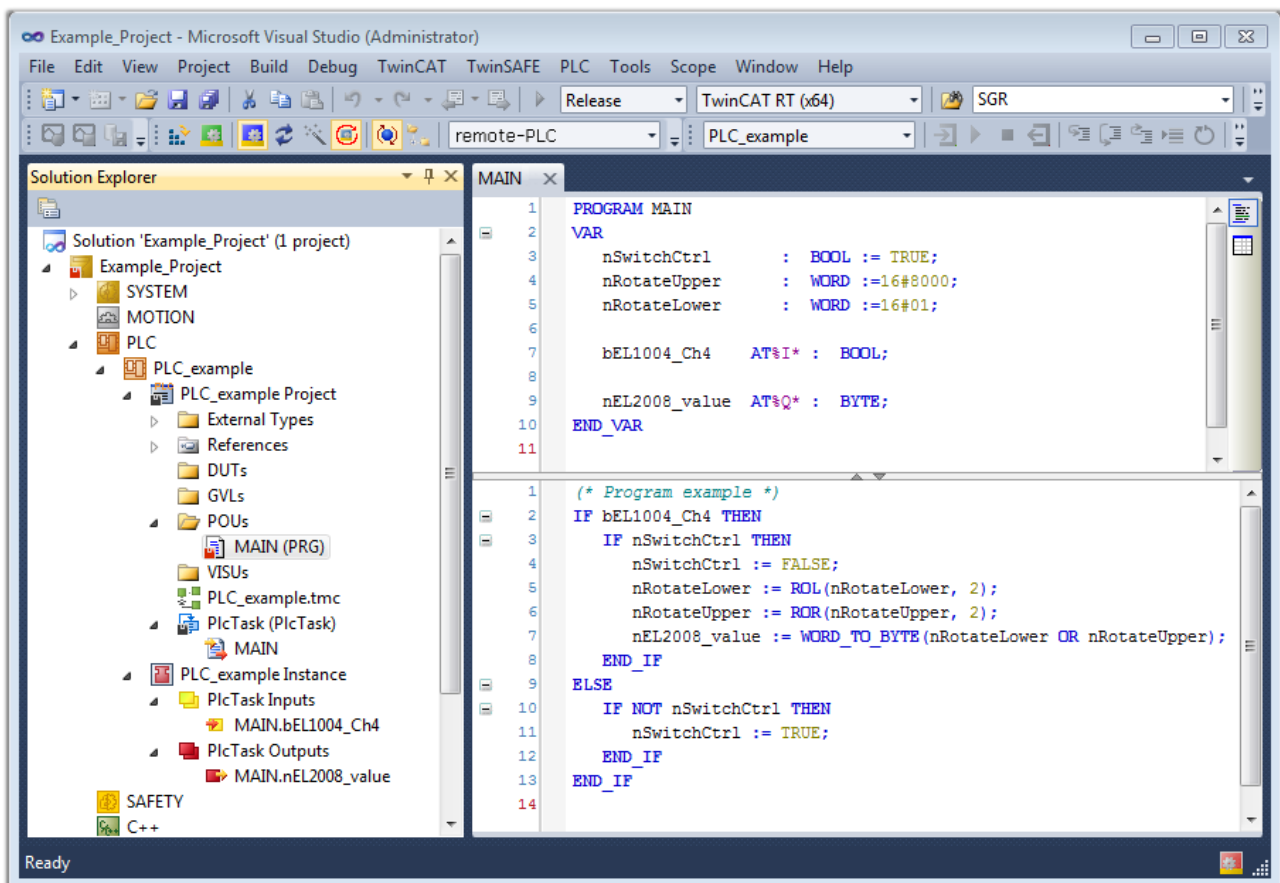 Example_Project - Microsoft Visual Studio (Administrator)
File Edit View Project Build Debug TwinCAT TwinSAFE PLC Tools Scope Window Help
Release TwinCAT RT (x64) SGR
remote-PLC PLC_example
Solution Explorer
Solution 'Example_Project' (1 project)
Example_Project
SYSTEM
MOTION
PLC
PLC_example
PLC_example Project
External Types
References
DUTs
GVLs
POUs
MAIN (PRG)
VISUs
PLC_example.tmc
PlcTask (PlcTask)
MAIN
PLC_example Instance
PlcTask Inputs
MAIN.bEL1004_Ch4
PlcTask Outputs
MAIN.nEL2008_value
SAFETY
C++
MAIN
1 PROGRAM MAIN
2 VAR
3 nSwitchCtrl : BOOL := TRUE;
4 nRotateUpper : WORD :=16#8000;
5 nRotateLower : WORD :=16#01;
6
7 bEL1004_Ch4 AT%I* : BOOL;
8
9 nEL2008_value AT%Q* : BYTE;
10 END_VAR
11
1 (* Program example *)
2 IF bEL1004_Ch4 THEN
3 IF nSwitchCtrl THEN
4 nSwitchCtrl := FALSE;
5 nRotateLower := ROL(nRotateLower, 2);
6 nRotateUpper := ROR(nRotateUpper, 2);
7 nEL2008_value := WORD_TO_BYTE(nRotateLower OR nRotateUpper);
8 END_IF
9 ELSE
10 IF NOT nSwitchCtrl THEN
11 nSwitchCtrl := TRUE;
12 END_IF
13 END_IF
14
Ready